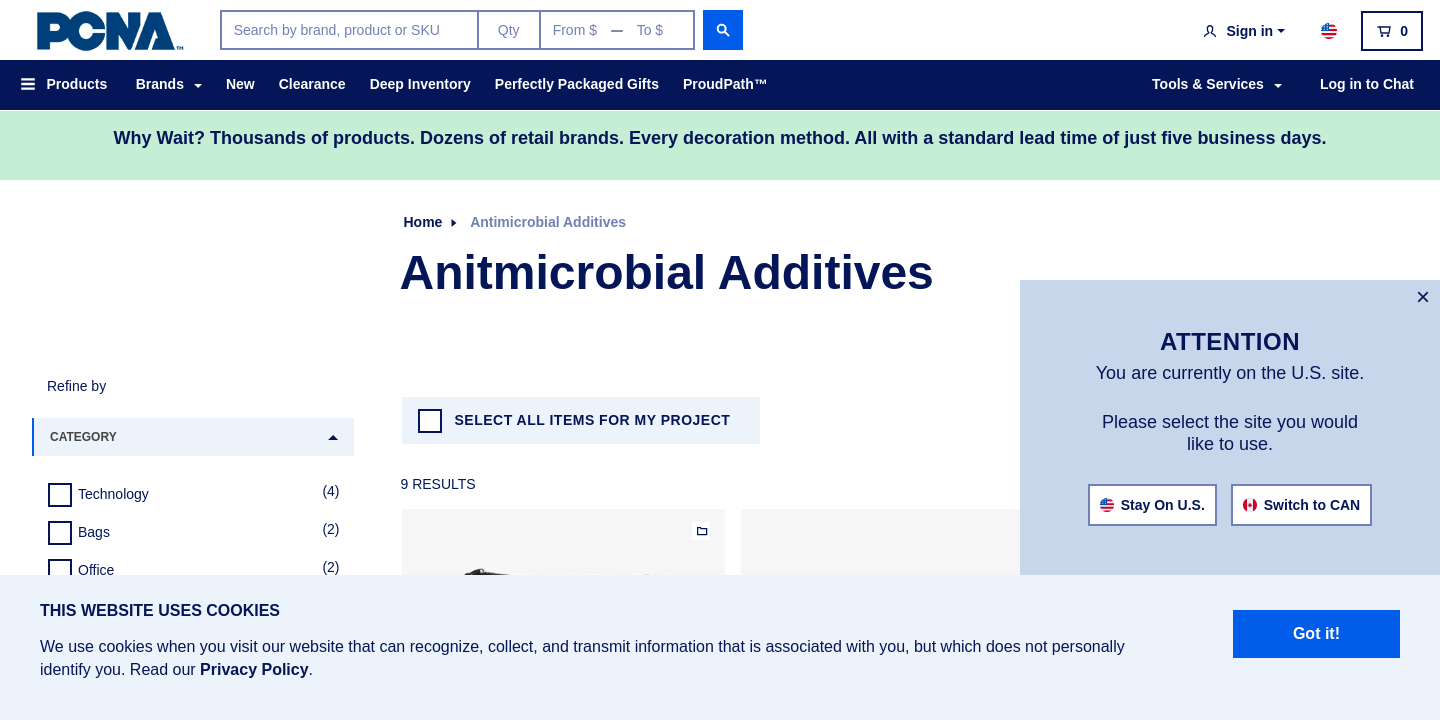 PCNA™
Search by brand, product or SKU
Qty
From $ — To $
Sign in
0
Products
Brands
New
Clearance
Deep Inventory
Perfectly Packaged Gifts
ProudPath™
Tools & Services
Log in to Chat
Why Wait? Thousands of products. Dozens of retail brands. Every decoration method. All with a standard lead time of just five business days.
Home
Antimicrobial Additives
Anitmicrobial Additives
×
ATTENTION
You are currently on the U.S. site.
Please select the site you would
like to use.
Stay On U.S.
Switch to CAN
Refine by
CATEGORY
Technology (4)
Bags (2)
Office (2)
SELECT ALL ITEMS FOR MY PROJECT
9 RESULTS
THIS WEBSITE USES COOKIES
We use cookies when you visit our website that can recognize, collect, and transmit information that is associated with you, but which does not personally
identify you. Read our Privacy Policy.
Got it!